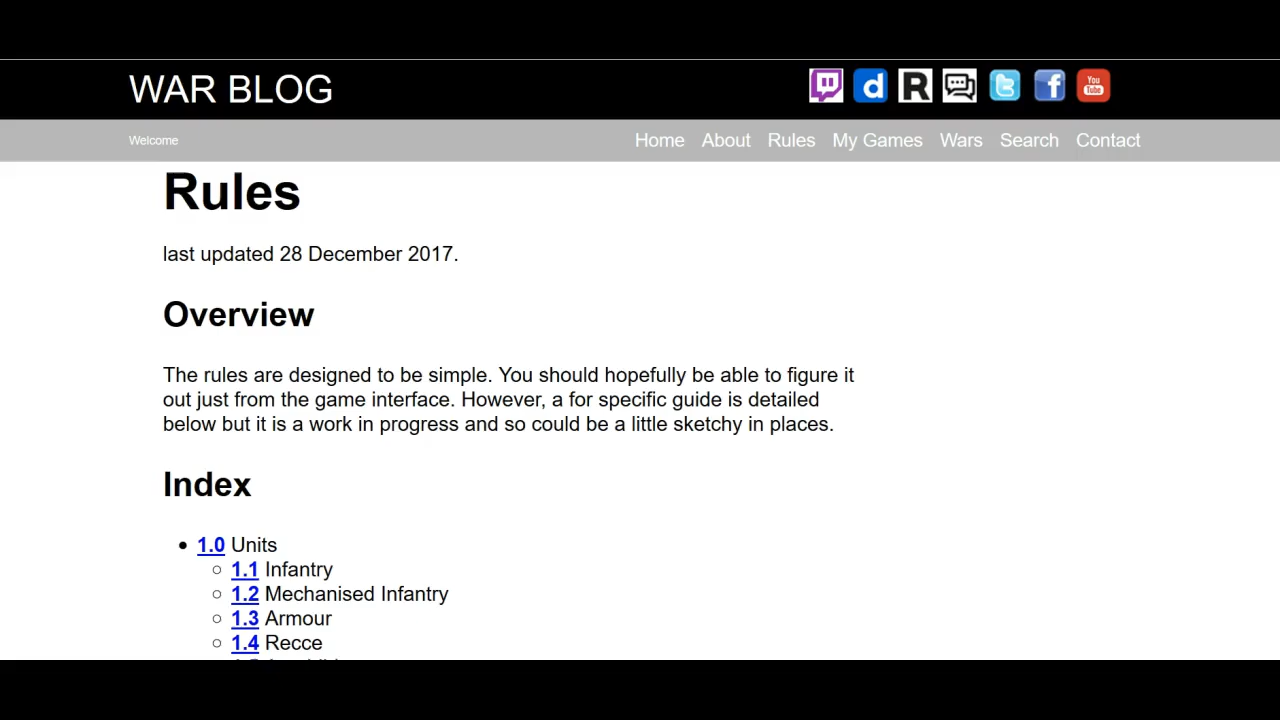 WAR BLOG
d
R
f
You
Tube
Welcome
Home About Rules My Games Wars Search Contact
Rules
last updated 28 December 2017.
Overview
The rules are designed to be simple. You should hopefully be able to figure it
out just from the game interface. However, a for specific guide is detailed
below but it is a work in progress and so could be a little sketchy in places.
Index
1.0 Units
1.1 Infantry
1.2 Mechanised Infantry
1.3 Armour
1.4 Recce